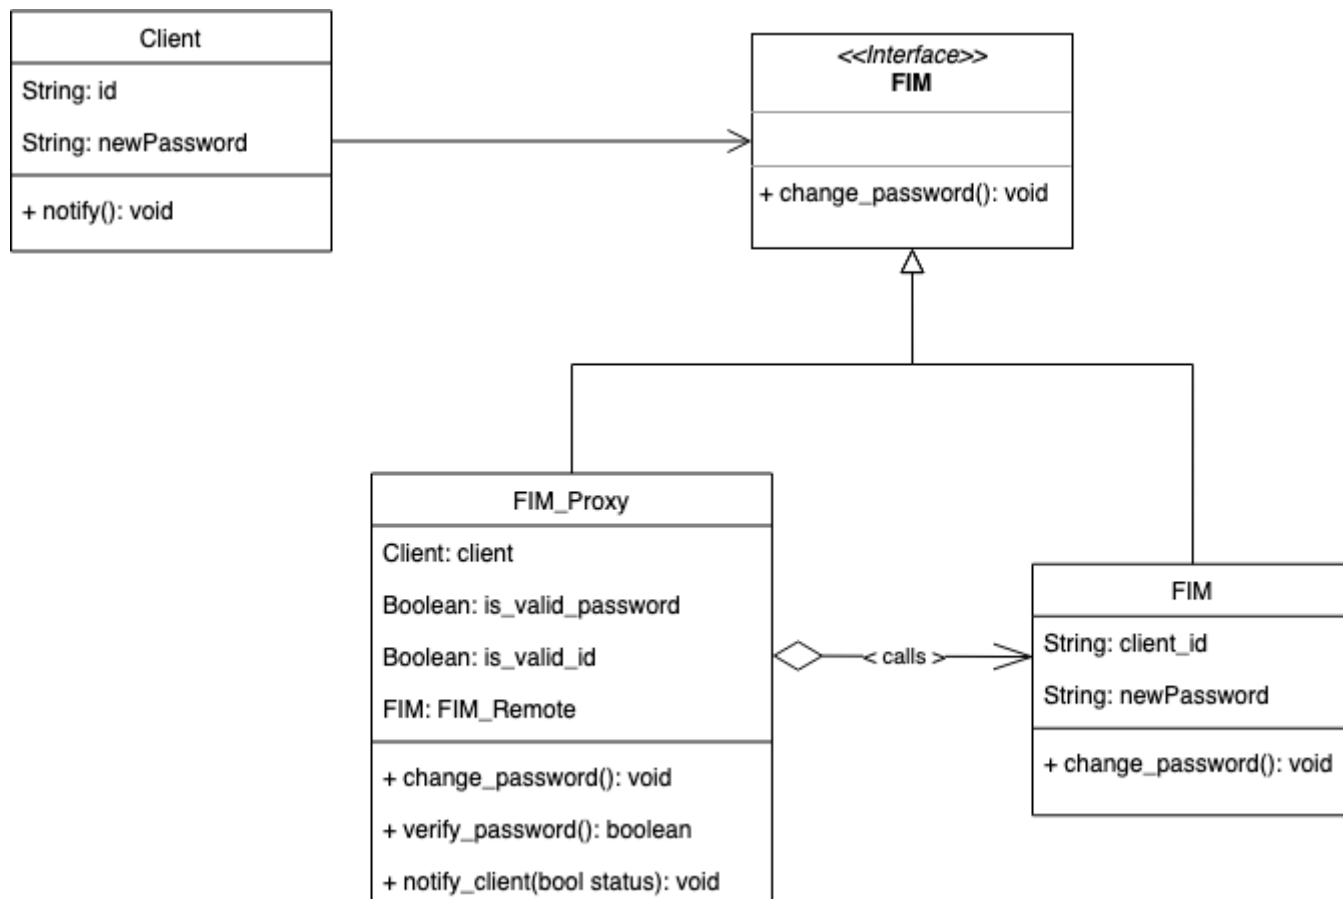 Client
String: id
String: newPassword
+ notify(): void
<<Interface>>
FIM
+ change_password(): void
FIM_Proxy
Client: client
Boolean: is_valid_password
Boolean: is_valid_id
FIM: FIM_Remote
+ change_password(): void
+ verify_password(): boolean
+ notify_client(bool status): void
< calls >
FIM
String: client_id
String: newPassword
+ change_password(): void